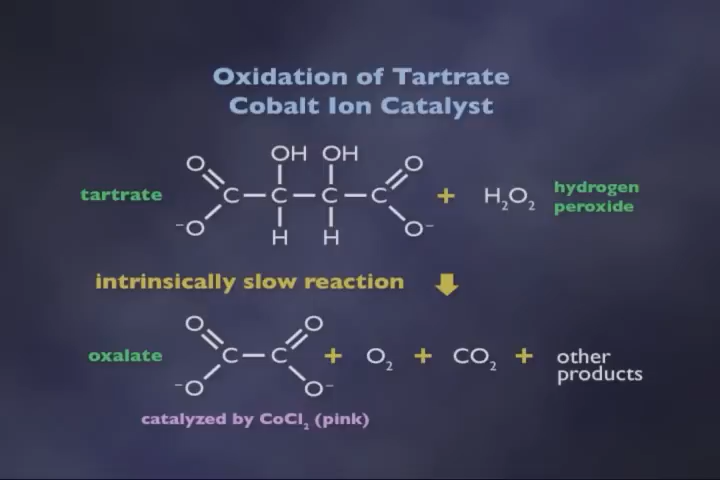 Oxidation of Tartrate
Cobalt Ion Catalyst
OH OH
O O
tartrate C — C — C — C + H₂O₂ hydrogen peroxide
⁻O O⁻
H H
intrinsically slow reaction
O O
oxalate C — C + O₂ + CO₂ + other products
⁻O O⁻
catalyzed by CoCl₂ (pink)